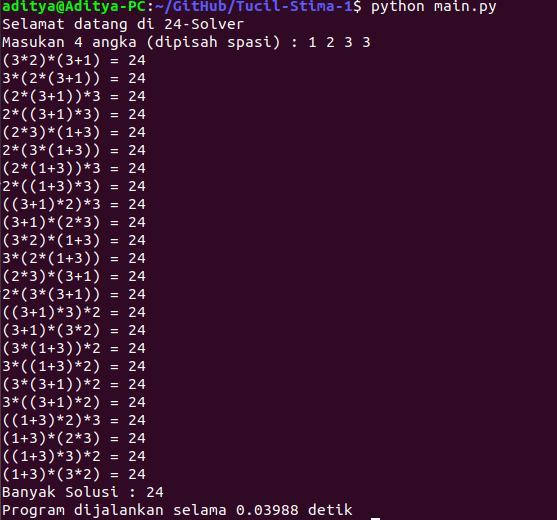 aditya@Aditya-PC:~/GitHub/Tucil-Stima-1$ python main.py
Selamat datang di 24-Solver
Masukan 4 angka (dipisah spasi) : 1 2 3 3
(3*2)*(3+1) = 24
3*(2*(3+1)) = 24
(2*(3+1))*3 = 24
2*((3+1)*3) = 24
(2*3)*(1+3) = 24
2*(3*(1+3)) = 24
(2*(1+3))*3 = 24
2*((1+3)*3) = 24
((3+1)*2)*3 = 24
(3+1)*(2*3) = 24
(3*2)*(1+3) = 24
3*(2*(1+3)) = 24
(2*3)*(3+1) = 24
2*(3*(3+1)) = 24
((3+1)*3)*2 = 24
(3+1)*(3*2) = 24
(3*(1+3))*2 = 24
3*((1+3)*2) = 24
(3*(3+1))*2 = 24
3*((3+1)*2) = 24
((1+3)*2)*3 = 24
(1+3)*(2*3) = 24
((1+3)*3)*2 = 24
(1+3)*(3*2) = 24
Banyak Solusi : 24
Program dijalankan selama 0.03988 detik